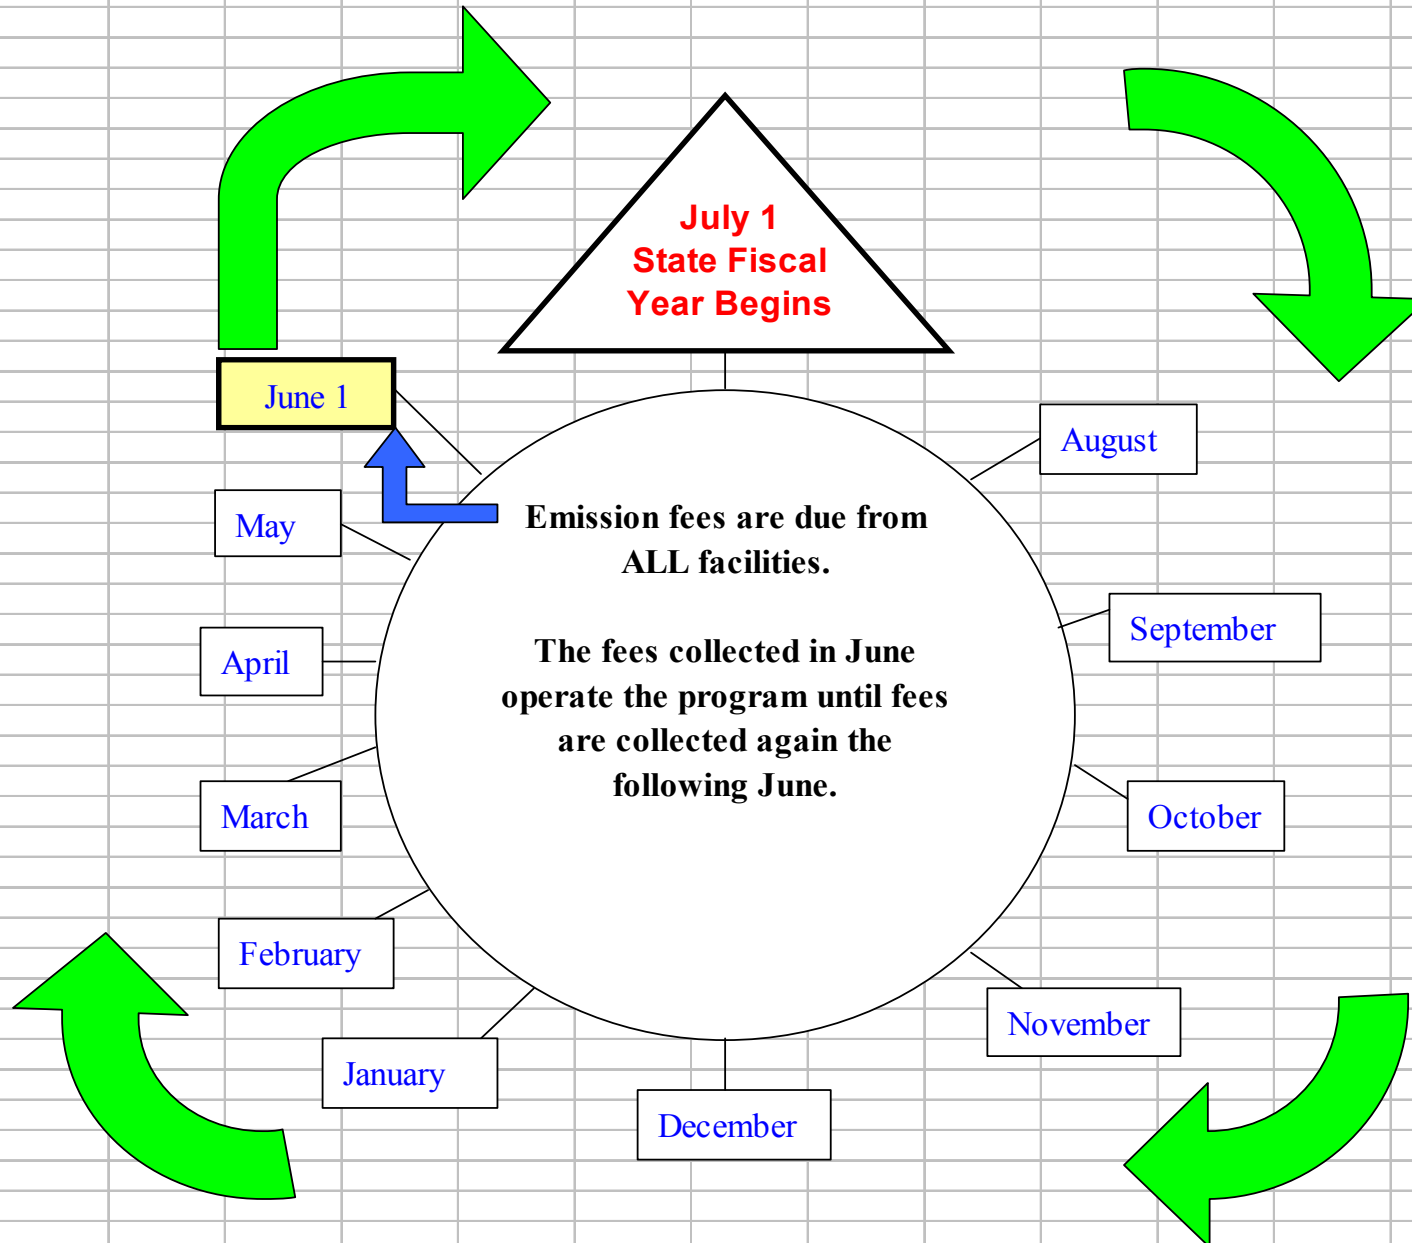 July 1
State Fiscal
Year Begins
June 1
August
May
Emission fees are due from
ALL facilities.
September
The fees collected in June
operate the program until fees
are collected again the
following June.
April
March
October
February
November
January
December